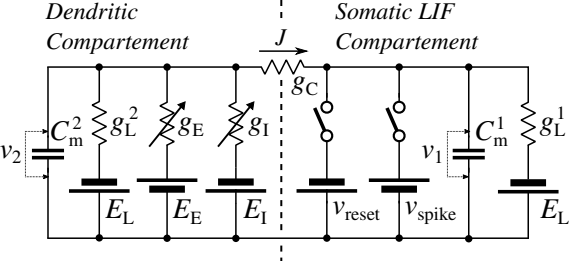 Dendritic Compartement
Somatic LIF Compartement
J
g_C
v_2
C_m^2
g_L^2
g_E
g_I
v_1
C_m^1
g_L^1
E_L
E_E
E_I
v_reset
v_spike
E_L